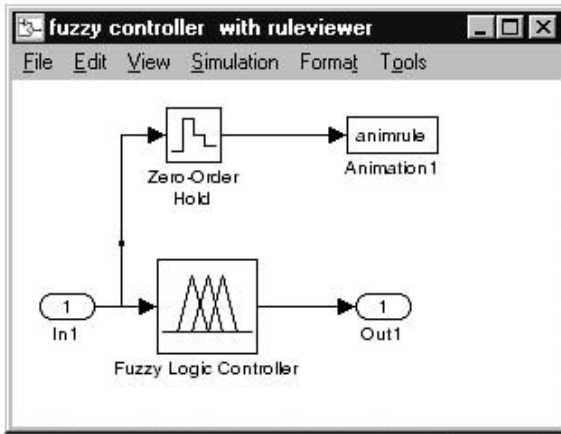 fuzzy controller with ruleviewer
File Edit View Simulation Format Tools
animrule
Zero-Order
Hold
Animation1
1
In1
1
Out1
Fuzzy Logic Controller